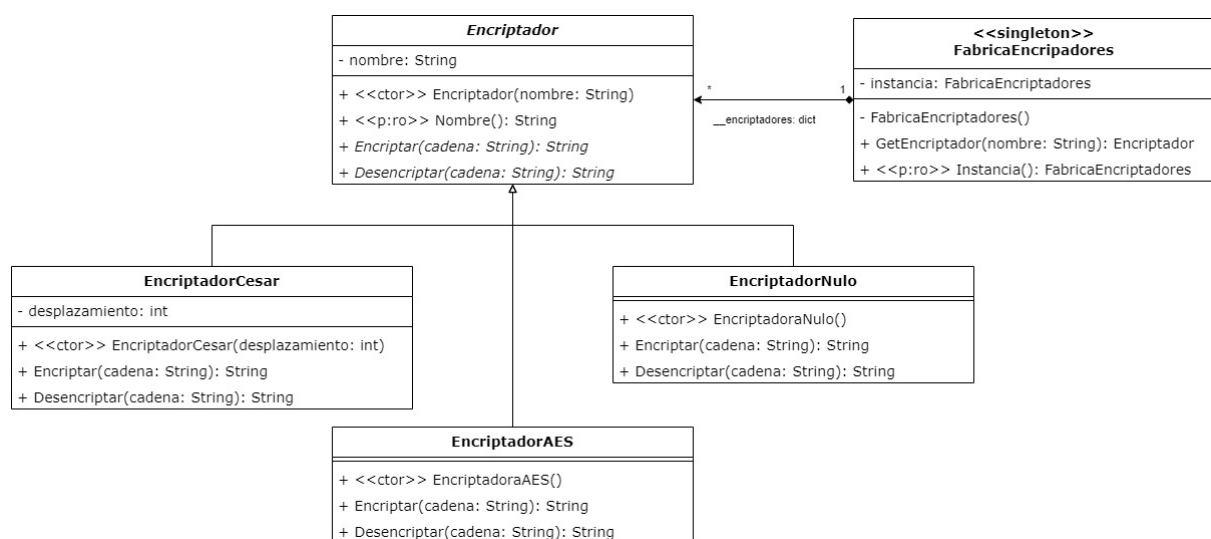 Encriptador
- nombre: String
+ <<ctor>> Encriptador(nombre: String)
+ <<p:ro>> Nombre(): String
+ Encriptar(cadena: String): String
+ Desencriptar(cadena: String): String
* 1
__encriptadores: dict
<<singleton>>
FabricaEncripadores
- instancia: FabricaEncriptadores
- FabricaEncriptadores()
+ GetEncriptador(nombre: String): Encriptador
+ <<p:ro>> Instancia(): FabricaEncriptadores
EncriptadorCesar
- desplazamiento: int
+ <<ctor>> EncriptadorCesar(desplazamiento: int)
+ Encriptar(cadena: String): String
+ Desencriptar(cadena: String): String
EncriptadorNulo
+ <<ctor>> EncriptadoraNulo()
+ Encriptar(cadena: String): String
+ Desencriptar(cadena: String): String
EncriptadorAES
+ <<ctor>> EncriptadoraAES()
+ Encriptar(cadena: String): String
+ Desencriptar(cadena: String): String